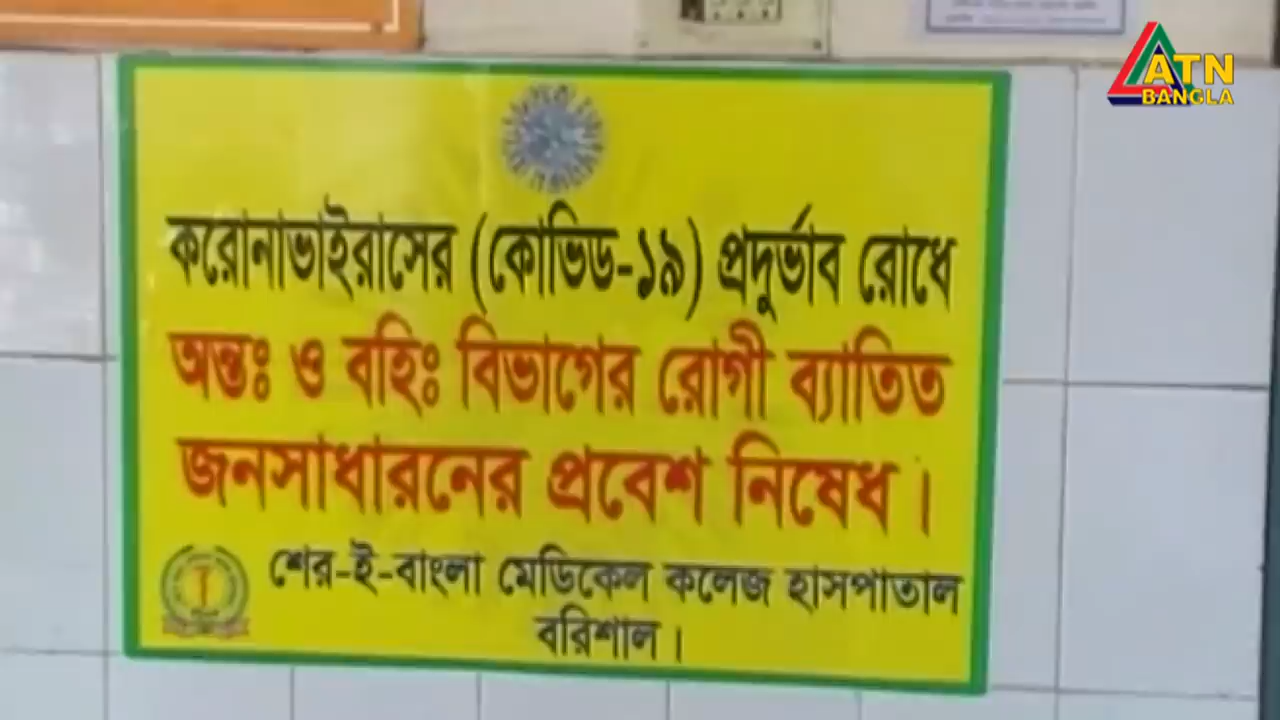 ATN
BANGLA
করোনাভাইরাসের (কোভিড-১৯) প্রদুর্ভাব রোধে
অন্তঃ ও বহিঃ বিভাগের রোগী ব্যাতিত
জনসাধারনের প্রবেশ নিষেধ।
শের-ই-বাংলা মেডিকেল কলেজ হাসপাতাল
বরিশাল।